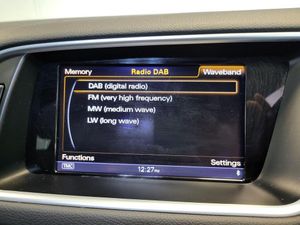 Memory Radio DAB Waveband
DAB (digital radio)
FM (very high frequency)
MW (medium wave)
LW (long wave)
Functions Settings
TMC 12:27PM